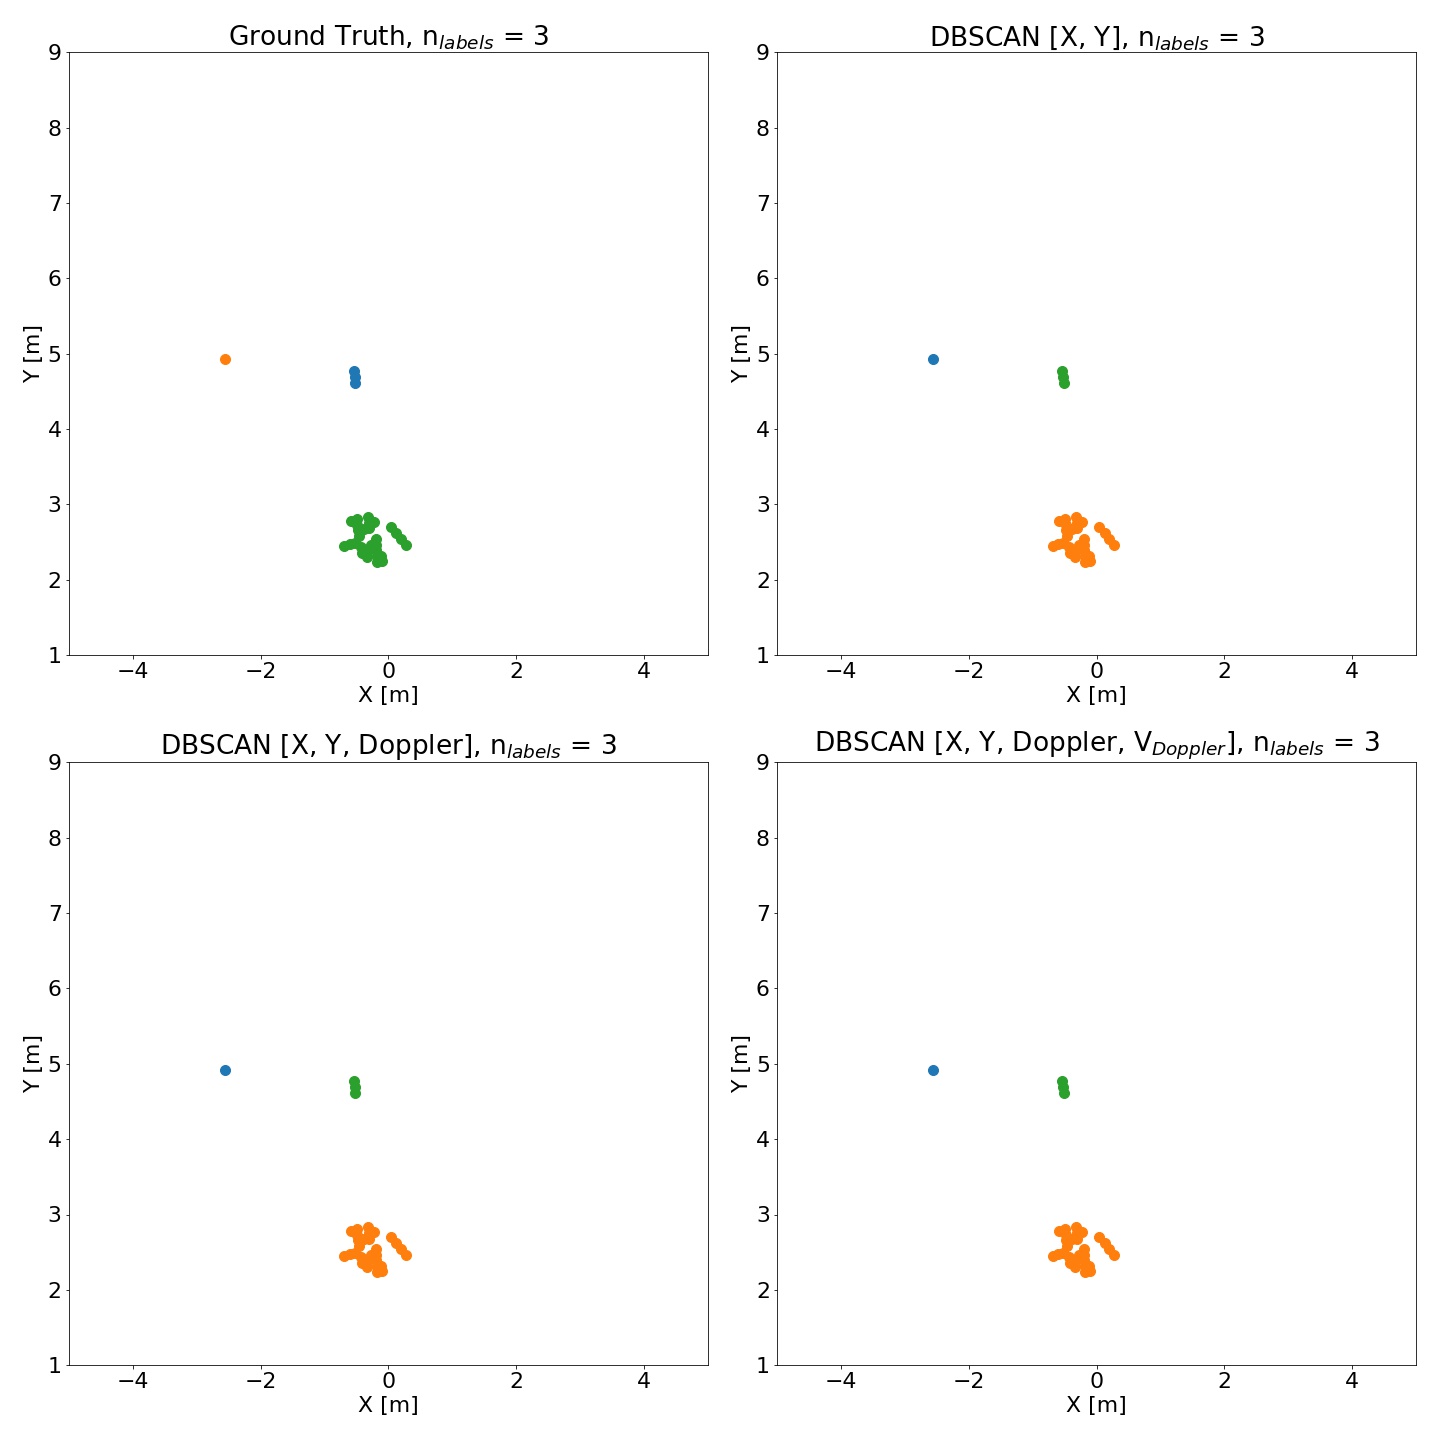 Ground Truth, n_labels = 3
9
8
7
6
5
4
3
2
1
Y [m]
−4 −2 0 2 4
X [m]
DBSCAN [X, Y], n_labels = 3
9
8
7
6
5
4
3
2
1
Y [m]
−4 −2 0 2 4
X [m]
DBSCAN [X, Y, Doppler], n_labels = 3
9
8
7
6
5
4
3
2
1
Y [m]
−4 −2 0 2 4
X [m]
DBSCAN [X, Y, Doppler, V_Doppler], n_labels = 3
9
8
7
6
5
4
3
2
1
Y [m]
−4 −2 0 2 4
X [m]